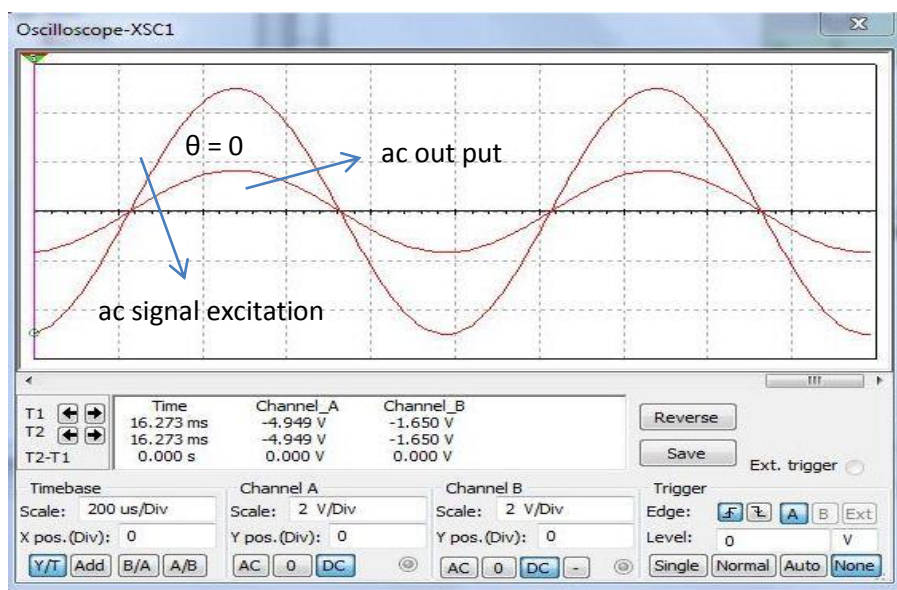 Oscilloscope-XSC1
θ = 0
ac out put
ac signal excitation
Time Channel_A Channel_B
T1 16.273 ms -4.949 V -1.650 V
T2 16.273 ms -4.949 V -1.650 V
T2-T1 0.000 s 0.000 V 0.000 V
Reverse
Save
Ext. trigger
Timebase
Scale: 200 us/Div
X pos.(Div): 0
Y/T Add B/A A/B
Channel A
Scale: 2 V/Div
Y pos.(Div): 0
AC 0 DC
Channel B
Scale: 2 V/Div
Y pos.(Div): 0
AC 0 DC -
Trigger
Edge: A B Ext
Level: 0 V
Single Normal Auto None